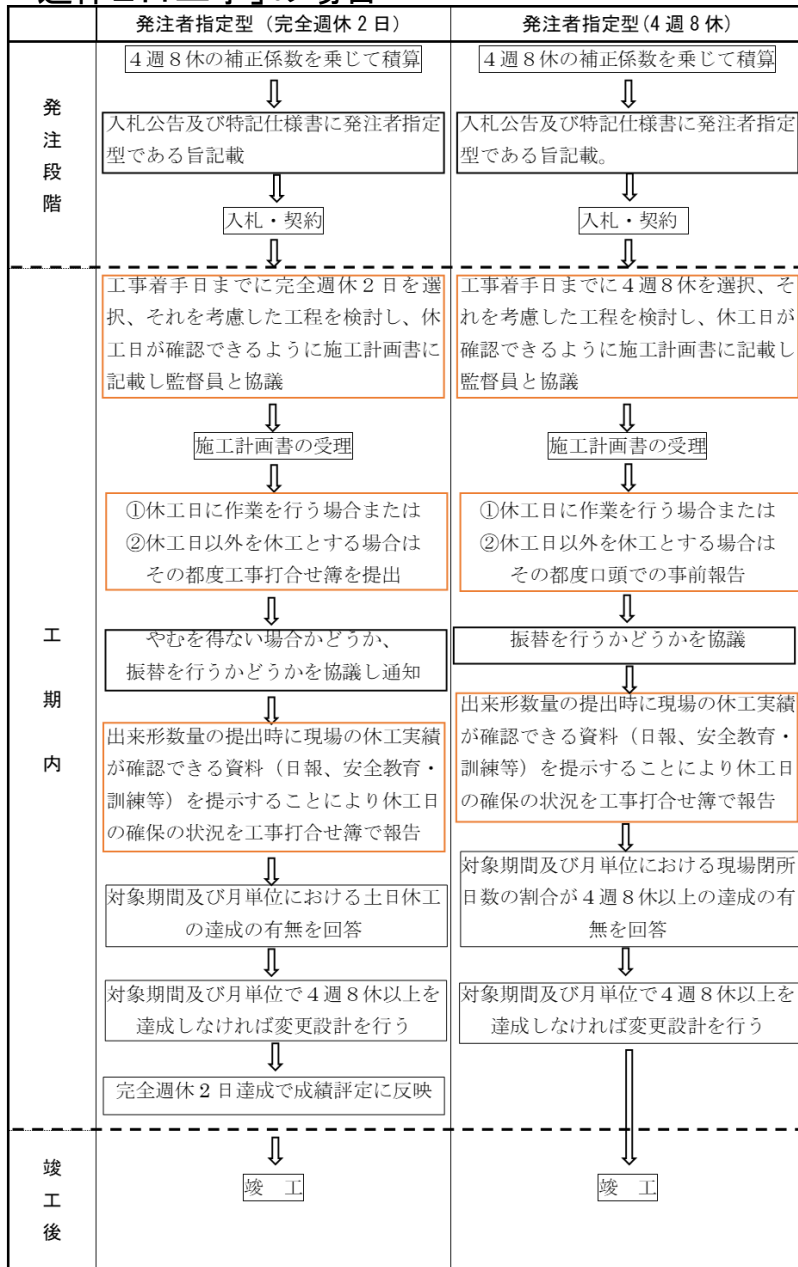 発注者指定型（完全週休2日）
発注者指定型(4週8休)
発注段階
４週８休の補正係数を乗じて積算
入札公告及び特記仕様書に発注者指定
型である旨記載
入札・契約
４週８休の補正係数を乗じて積算
入札公告及び特記仕様書に発注者指定
型である旨記載。
入札・契約
工期内
工事着手日までに完全週休２日を選
択、それを考慮した工程を検討し、休
工日が確認できるように施工計画書に
記載し監督員と協議
施工計画書の受理
①休工日に作業を行う場合または
②休工日以外を休工とする場合は
その都度工事打合せ簿を提出
やむを得ない場合かどうか、
振替を行うかどうかを協議し通知
出来形数量の提出時に現場の休工実績
が確認できる資料（日報、安全教育・
訓練等）を提示することにより休工日
の確保の状況を工事打合せ簿で報告
対象期間及び月単位における土日休工
の達成の有無を回答
対象期間及び月単位で４週８休以上を
達成しなければ変更設計を行う
完全週休２日達成で成績評定に反映
工事着手日までに４週８休を選択、そ
れを考慮した工程を検討し、休工日が
確認できるように施工計画書に記載し
監督員と協議
施工計画書の受理
①休工日に作業を行う場合または
②休工日以外を休工とする場合は
その都度口頭での事前報告
振替を行うかどうかを協議
出来形数量の提出時に現場の休工実績
が確認できる資料（日報、安全教育・
訓練等）を提示することにより休工日
の確保の状況を工事打合せ簿で報告
対象期間及び月単位における現場閉所
日数の割合が４週８休以上の達成の有
無を回答
対象期間及び月単位で４週８休以上を
達成しなければ変更設計を行う
竣工後
竣　工
竣　工